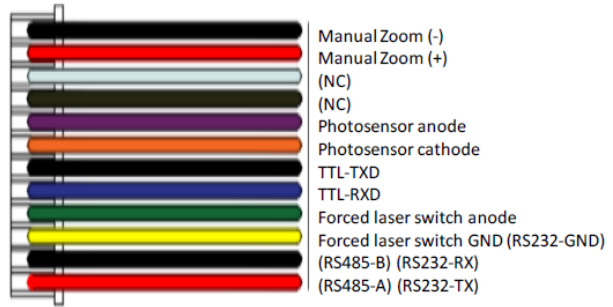 Manual Zoom (-)
Manual Zoom (+)
(NC)
(NC)
Photosensor anode
Photosensor cathode
TTL-TXD
TTL-RXD
Forced laser switch anode
Forced laser switch GND (RS232-GND)
(RS485-B) (RS232-RX)
(RS485-A) (RS232-TX)